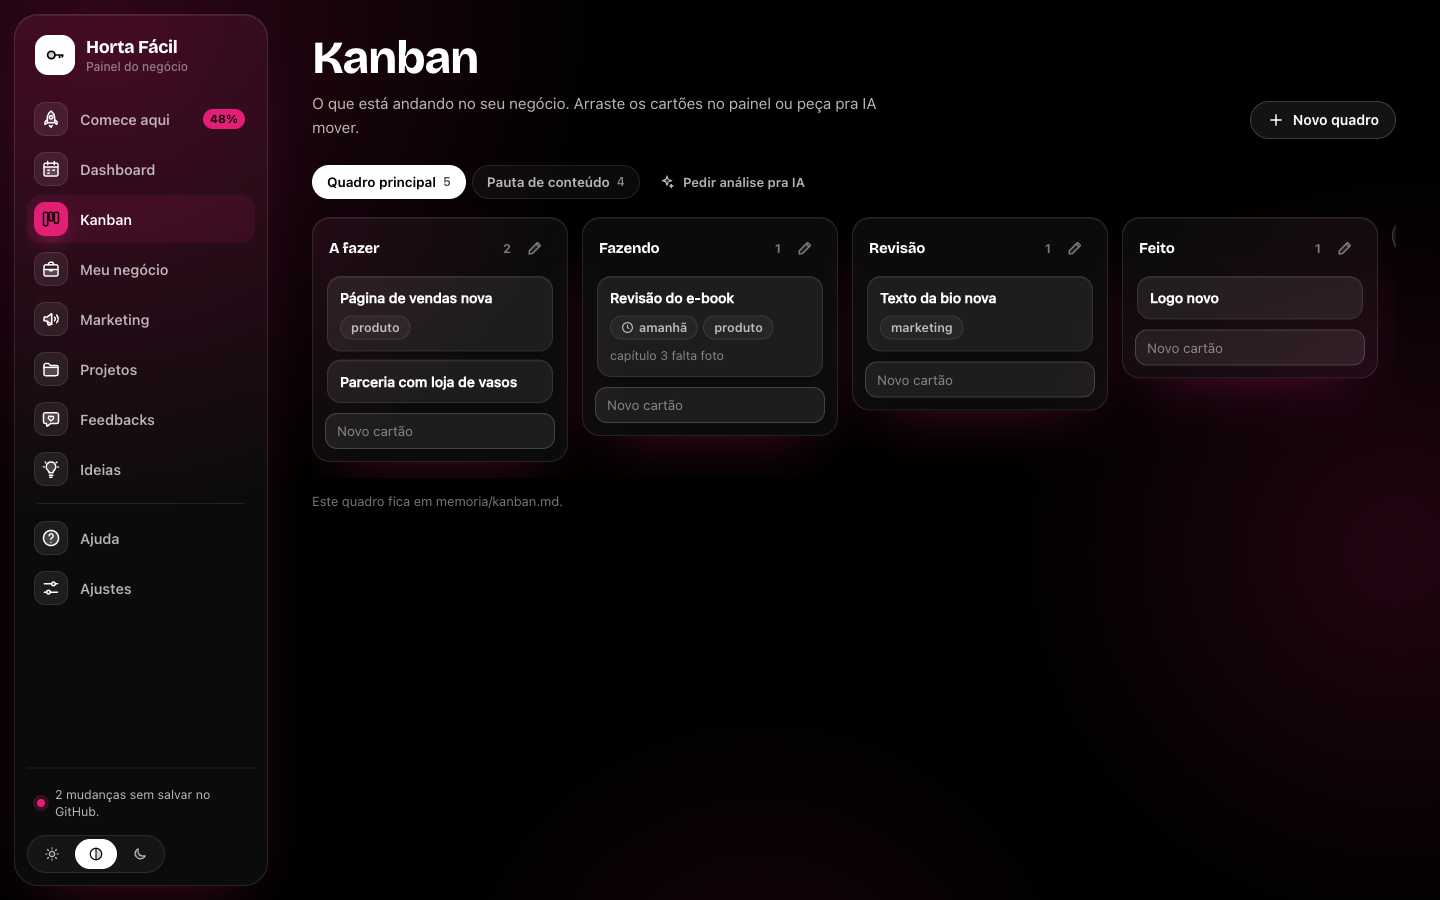 Horta Fácil
Painel do negócio
Comece aqui 48%
Dashboard
Kanban
Meu negócio
Marketing
Projetos
Feedbacks
Ideias
Ajuda
Ajustes
2 mudanças sem salvar no
GitHub.
Kanban
O que está andando no seu negócio. Arraste os cartões no painel ou peça pra IA
mover.
Novo quadro
Quadro principal 5
Pauta de conteúdo 4
Pedir análise pra IA
A fazer 2
Página de vendas nova
produto
Parceria com loja de vasos
Novo cartão
Fazendo 1
Revisão do e-book
amanhã produto
capítulo 3 falta foto
Novo cartão
Revisão 1
Texto da bio nova
marketing
Novo cartão
Feito 1
Logo novo
Novo cartão
Este quadro fica em memoria/kanban.md.